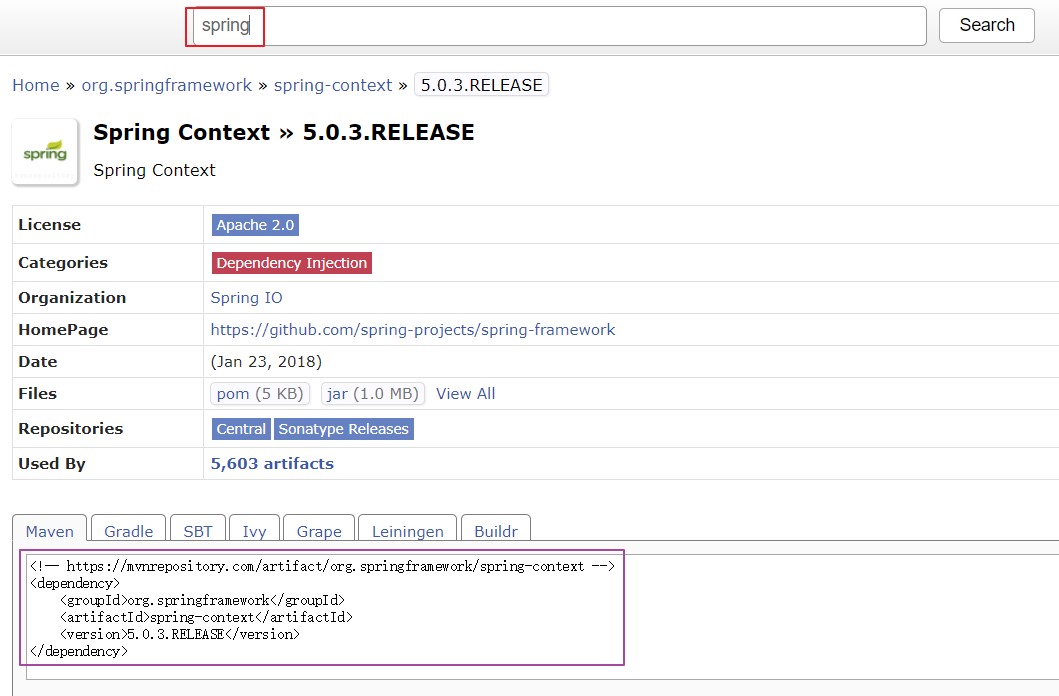 spring
Search
Home » org.springframework » spring-context » 5.0.3.RELEASE
spring
Spring Context » 5.0.3.RELEASE
Spring Context
License Apache 2.0
Categories Dependency Injection
Organization Spring IO
HomePage https://github.com/spring-projects/spring-framework
Date (Jan 23, 2018)
Files pom (5 KB) jar (1.0 MB) View All
Repositories Central Sonatype Releases
Used By 5,603 artifacts
Maven Gradle SBT Ivy Grape Leiningen Buildr
<!-- https://mvnrepository.com/artifact/org.springframework/spring-context -->
<dependency>
    <groupId>org.springframework</groupId>
    <artifactId>spring-context</artifactId>
    <version>5.0.3.RELEASE</version>
</dependency>